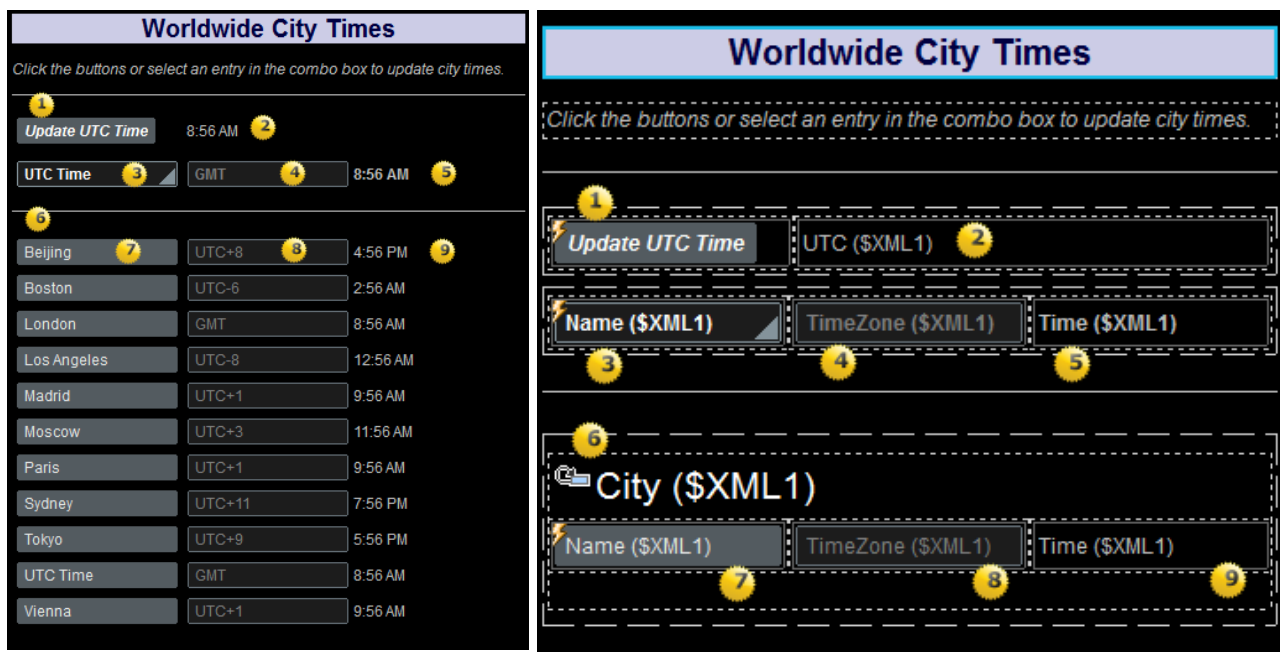 Worldwide City Times
Click the buttons or select an entry in the combo box to update city times.
1
Update UTC Time 8:56 AM 2
UTC Time 3 GMT 4 8:56 AM 5
6
Beijing 7 UTC+8 8 4:56 PM 9
Boston UTC-6 2:56 AM
London GMT 8:56 AM
Los Angeles UTC-8 12:56 AM
Madrid UTC+1 9:56 AM
Moscow UTC+3 11:56 AM
Paris UTC+1 9:56 AM
Sydney UTC+11 7:56 PM
Tokyo UTC+9 5:56 PM
UTC Time GMT 8:56 AM
Vienna UTC+1 9:56 AM
Worldwide City Times
Click the buttons or select an entry in the combo box to update city times.
1
Update UTC Time UTC ($XML1) 2
Name ($XML1) TimeZone ($XML1) Time ($XML1)
3 4 5
6
City ($XML1)
Name ($XML1) TimeZone ($XML1) Time ($XML1)
7 8 9